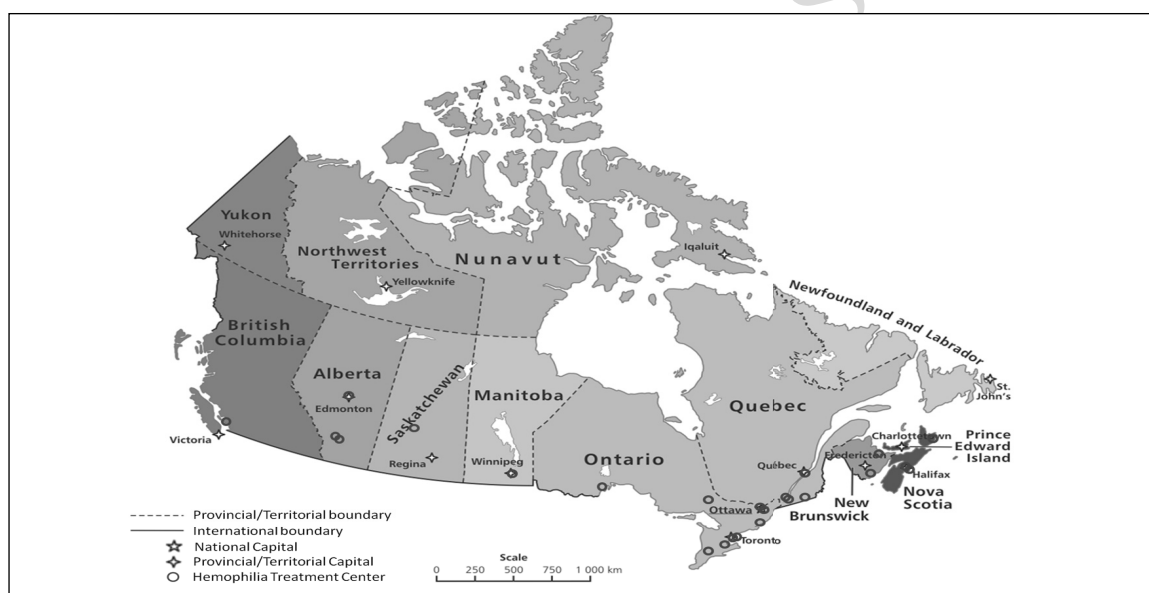 Yukon
Whitehorse
Northwest
Territories
Yellowknife
Nunavut
Iqaluit
British
Columbia
Victoria
Alberta
Edmonton
Saskatchewan
Regina
Manitoba
Winnipeg
Ontario
Ottawa
Toronto
Quebec
Québec
Newfoundland and Labrador
St.
John's
Charlottetown
Prince
Edward
Island
Fredericton
Halifax
Nova
Scotia
New
Brunswick
Provincial/Territorial boundary
International boundary
National Capital
Provincial/Territorial Capital
Hemophilia Treatment Center
Scale
0 250 500 750 1 000 km